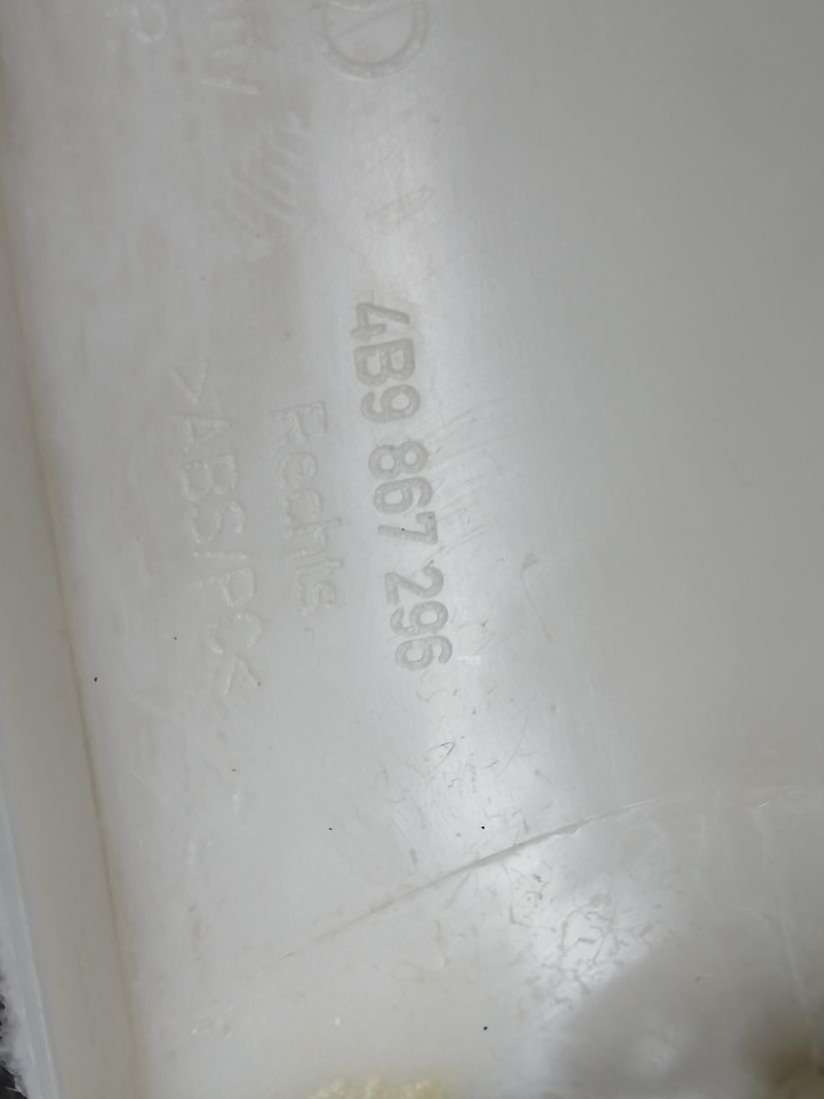 4B9 867 296
Rechts
>ABS/PC<